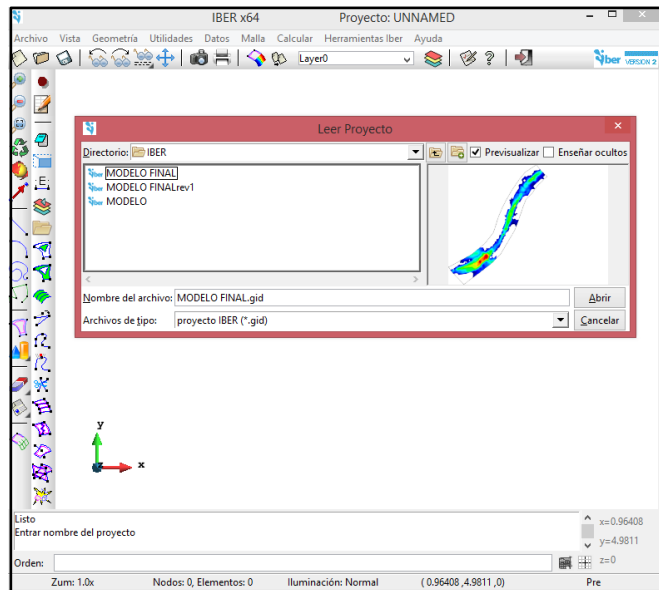 IBER x64 Proyecto: UNNAMED
Archivo Vista Geometría Utilidades Datos Malla Calcular Herramientas Iber Ayuda
Layer0
Iber VERSION 2
Leer Proyecto
Directorio: IBER Previsualizar Enseñar ocultos
MODELO FINAL
MODELO FINALrev1
MODELO
Nombre del archivo: MODELO FINAL.gid Abrir
Archivos de tipo: proyecto IBER (*.gid) Cancelar
y
x
Listo
Entrar nombre del proyecto
x=0.96408
y=4.9811
z=0
Orden:
Zum: 1.0x Nodos: 0, Elementos: 0 Iluminación: Normal ( 0.96408 ,4.9811 ,0) Pre